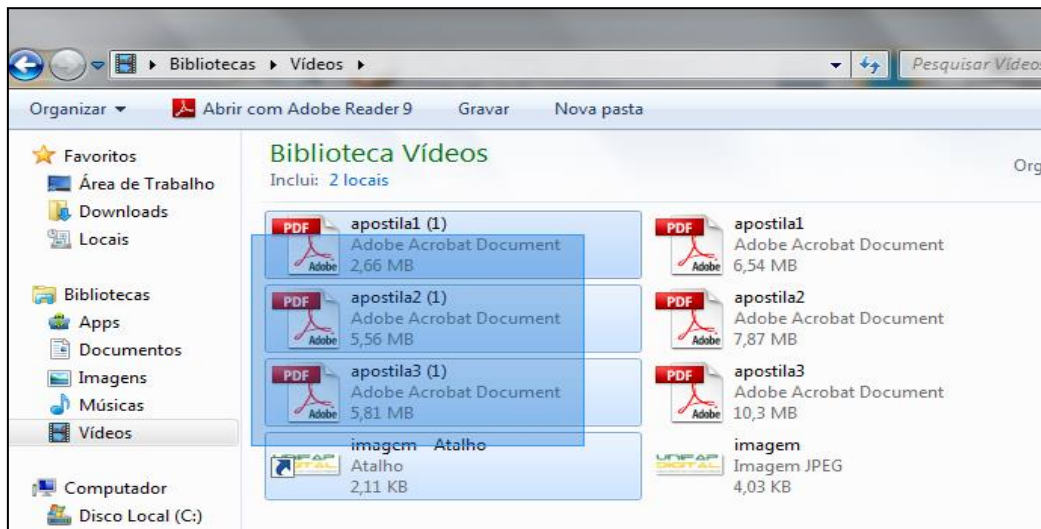 Bibliotecas Vídeos
Pesquisar Vídeos
Organizar Abrir com Adobe Reader 9 Gravar Nova pasta
Favoritos
Área de Trabalho
Downloads
Locais
Bibliotecas
Apps
Documentos
Imagens
Músicas
Vídeos
Computador
Disco Local (C:)
Biblioteca Vídeos
Inclui: 2 locais
Org
PDF
Adobe
apostila1 (1)
Adobe Acrobat Document
2,66 MB
PDF
Adobe
apostila1
Adobe Acrobat Document
6,54 MB
PDF
Adobe
apostila2 (1)
Adobe Acrobat Document
5,56 MB
PDF
Adobe
apostila2
Adobe Acrobat Document
7,87 MB
PDF
Adobe
apostila3 (1)
Adobe Acrobat Document
5,81 MB
PDF
Adobe
apostila3
Adobe Acrobat Document
10,3 MB
imagem - Atalho
Atalho
2,11 KB
UNIFAP
DIGITAL
imagem
Imagem JPEG
4,03 KB